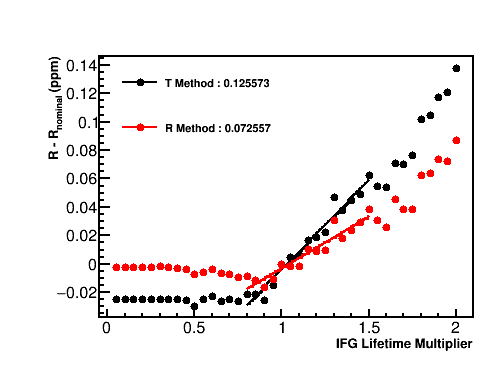 R - Rnominal (ppm)
0.14
0.12
0.1
0.08
0.06
0.04
0.02
0
−0.02
T Method : 0.125573
R Method : 0.072557
0 0.5 1 1.5 2
IFG Lifetime Multiplier